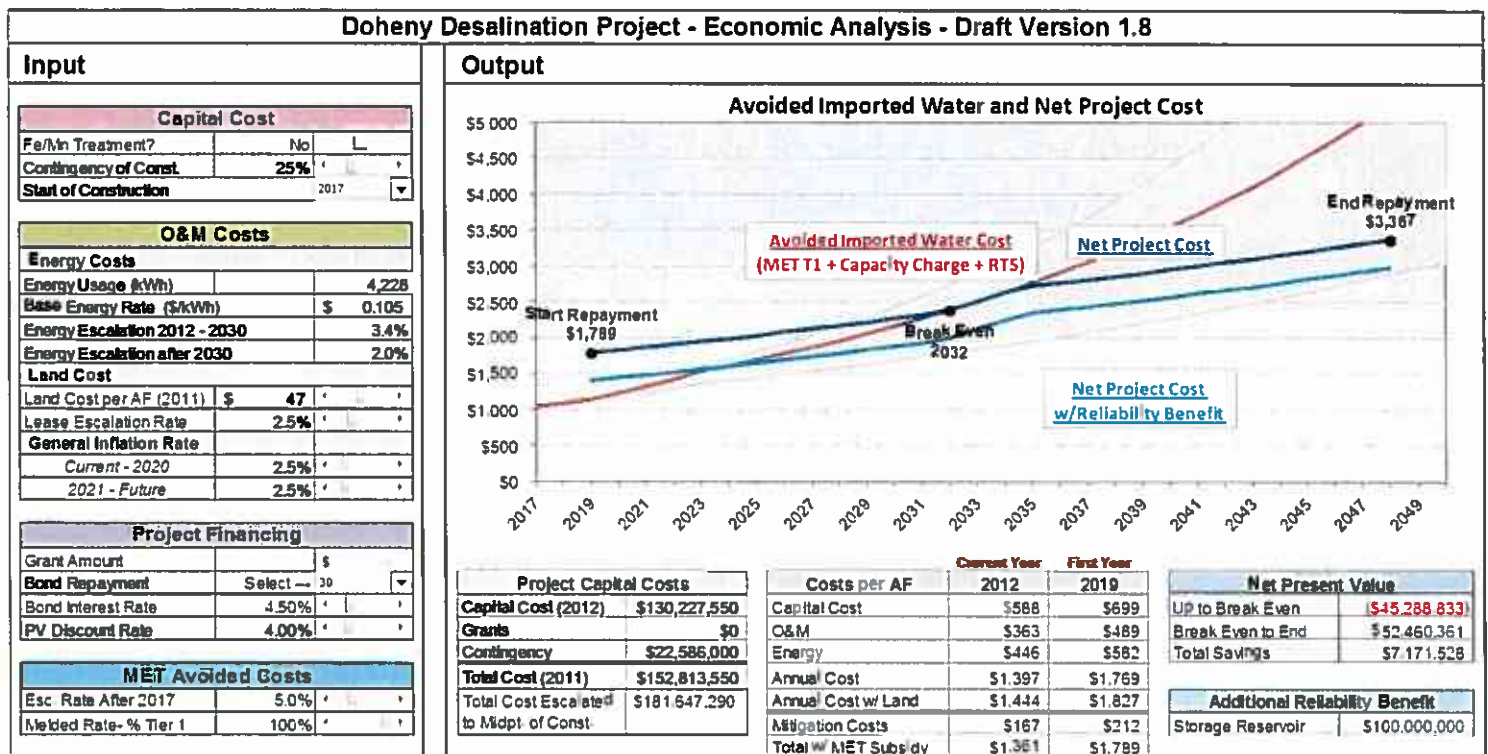 Doheny Desalination Project - Economic Analysis - Draft Version 1.8
Input
Capital Cost
Fe/Mn Treatment? No
Contingency of Const. 25%
Start of Construction 2017
O&M Costs
Energy Costs
Energy Usage (kWh) 4,228
Base Energy Rate ($/kWh) $ 0.105
Energy Escalation 2012 - 2030 3.4%
Energy Escalation after 2030 2.0%
Land Cost
Land Cost per AF (2011) $ 47
Lease Escalation Rate 2.5%
General Inflation Rate
Current - 2020 2.5%
2021 - Future 2.5%
Project Financing
Grant Amount $
Bond Repayment Select — 30
Bond Interest Rate 4.50%
PV Discount Rate 4.00%
MET Avoided Costs
Esc. Rate After 2017 5.0%
Melded Rate- % Tier 1 100%
Output
Avoided Imported Water and Net Project Cost
$5 000
$4,500
$4,000
$3,500
$3,000
$2,500
$2,000
$1,500
$1,000
$500
$0
Avoided Imported Water Cost
(MET T1 + Capacity Charge + RTS)
Net Project Cost
End Repayment
$3,367
Start Repayment
$1,789
Break Even
2032
Net Project Cost
w/Reliability Benefit
2017 2019 2021 2023 2025 2027 2029 2031 2033 2035 2037 2039 2041 2043 2045 2047 2049
Project Capital Costs
Capital Cost (2012) $130,227,550
Grants $0
Contingency $22,586,000
Total Cost (2011) $152,813,550
Total Cost Escalated $181,647,290
to Midpt. of Const.
Current Year First Year
Costs per AF 2012 2019
Capital Cost $588 $699
O&M $363 $489
Energy $446 $582
Annual Cost $1,397 $1,769
Annual Cost w/ Land $1,444 $1,827
Mitigation Costs $167 $212
Total w/ MET Subsidy $1,361 $1,789
Net Present Value
Up to Break Even ($45,288,833)
Break Even to End $52,460,361
Total Savings $7,171,528
Additional Reliability Benefit
Storage Reservoir $100,000,000